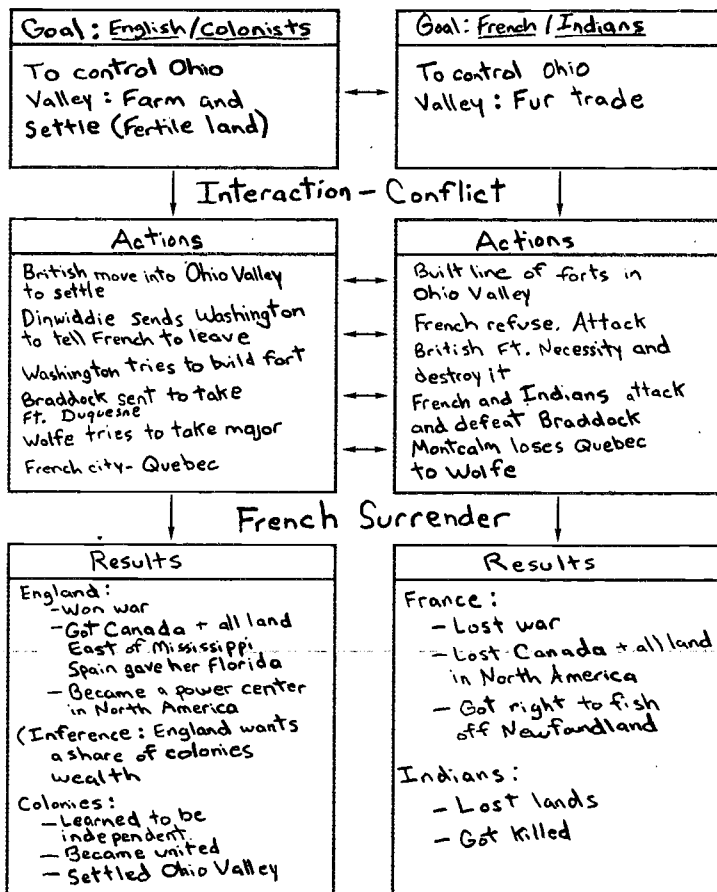 Goal: English/Colonists
To control Ohio
Valley: Farm and
Settle (Fertile land)
Goal: French/Indians
To control Ohio
Valley: Fur trade
Interaction - Conflict
Actions
British move into Ohio Valley
to settle
Dinwiddie sends Washington
to tell French to leave
Washington tries to build fort
Braddock sent to take
Ft. Duquesne
Wolfe tries to take major
French city- Quebec
Actions
Built line of forts in
Ohio Valley
French refuse. Attack
British Ft. Necessity and
destroy it
French and Indians attack
and defeat Braddock
Montcalm loses Quebec
to Wolfe
French Surrender
Results
England:
- Won war
- Got Canada + all land
East of Mississippi,
Spain gave her Florida
- Became a power center
in North America
(Inference: England wants
a share of colonies
wealth
Colonies:
- Learned to be
independent
- Became united
- Settled Ohio Valley
Results
France:
- Lost war
- Lost Canada + all land
in North America
- Got right to fish
off Newfoundland
Indians:
- Lost lands
- Got killed